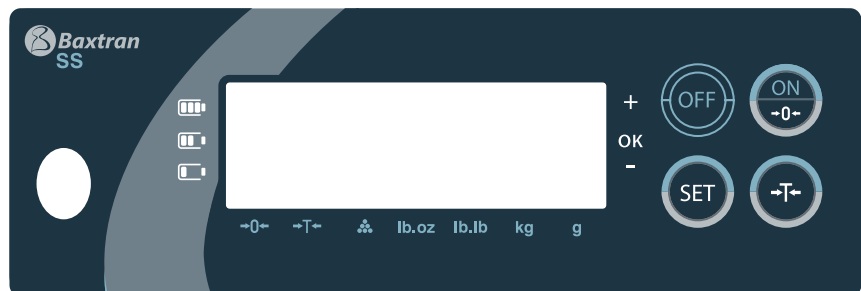 Baxtran
SS
+
OK
-
OFF
ON
→0←
SET
→T←
→0← →T← lb.oz lb.lb kg g